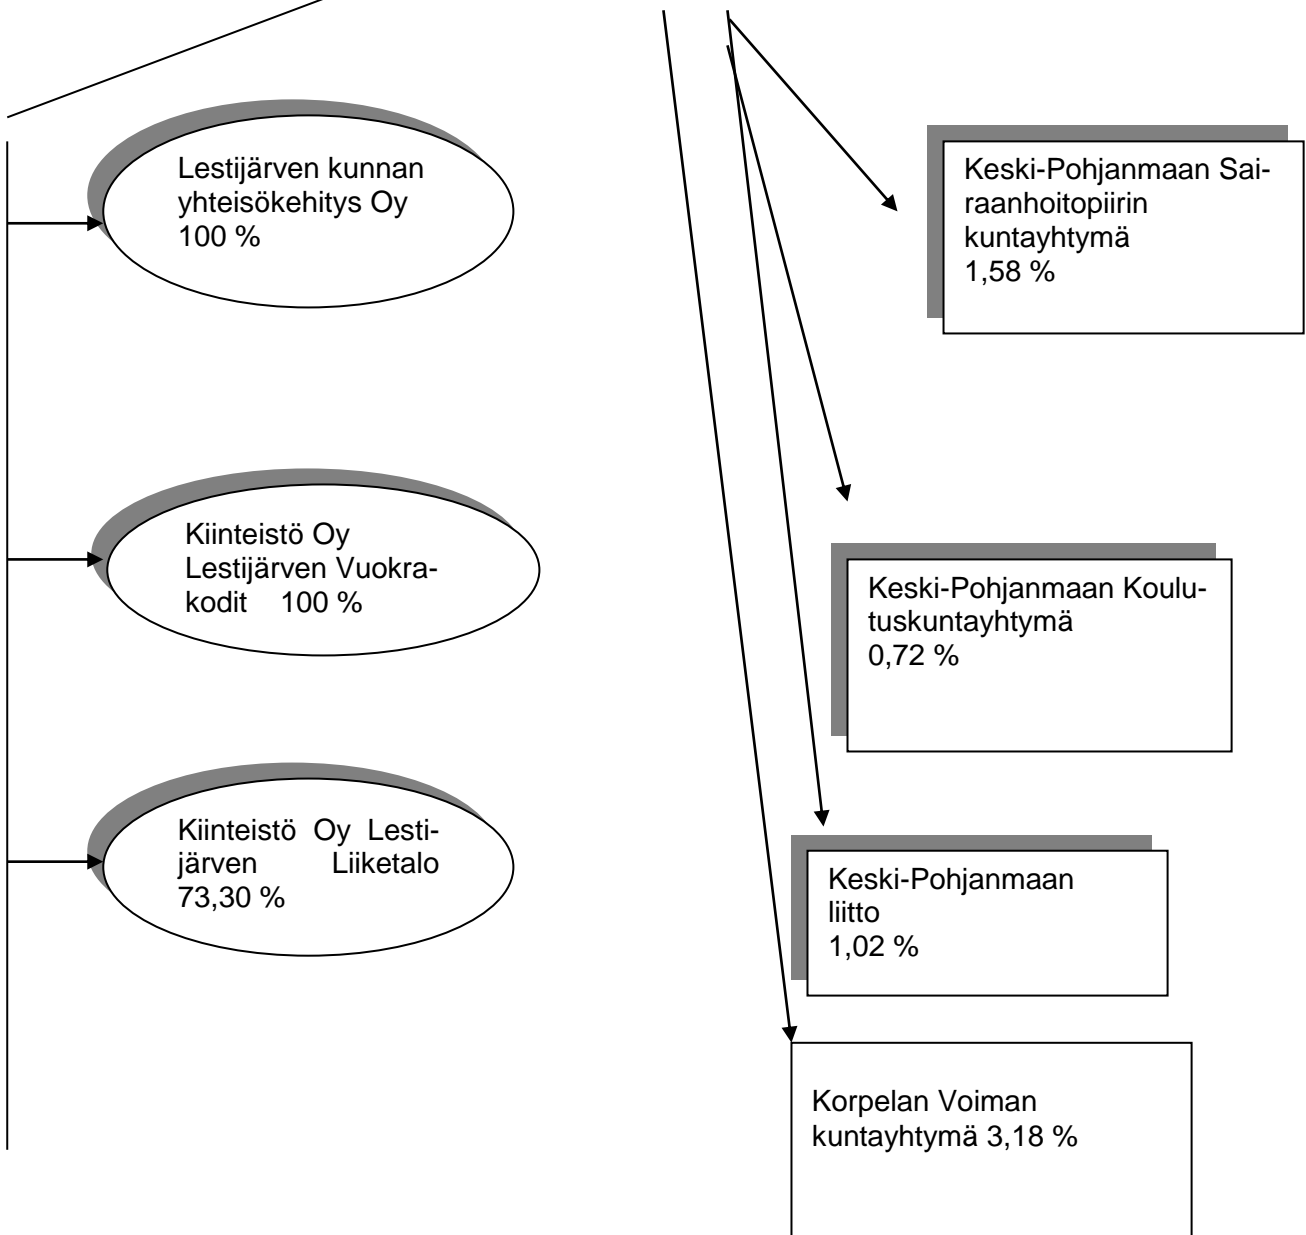 Lestijärven kunnan
yhteisökehitys Oy
100 %
Kiinteistö Oy
Lestijärven Vuokra-
kodit 100 %
Kiinteistö Oy Lesti-
järven Liiketalo
73,30 %
Keski-Pohjanmaan Sai-
raanhoitopiirin
kuntayhtymä
1,58 %
Keski-Pohjanmaan Koulu-
tuskuntayhtymä
0,72 %
Keski-Pohjanmaan
liitto
1,02 %
Korpelan Voiman
kuntayhtymä 3,18 %